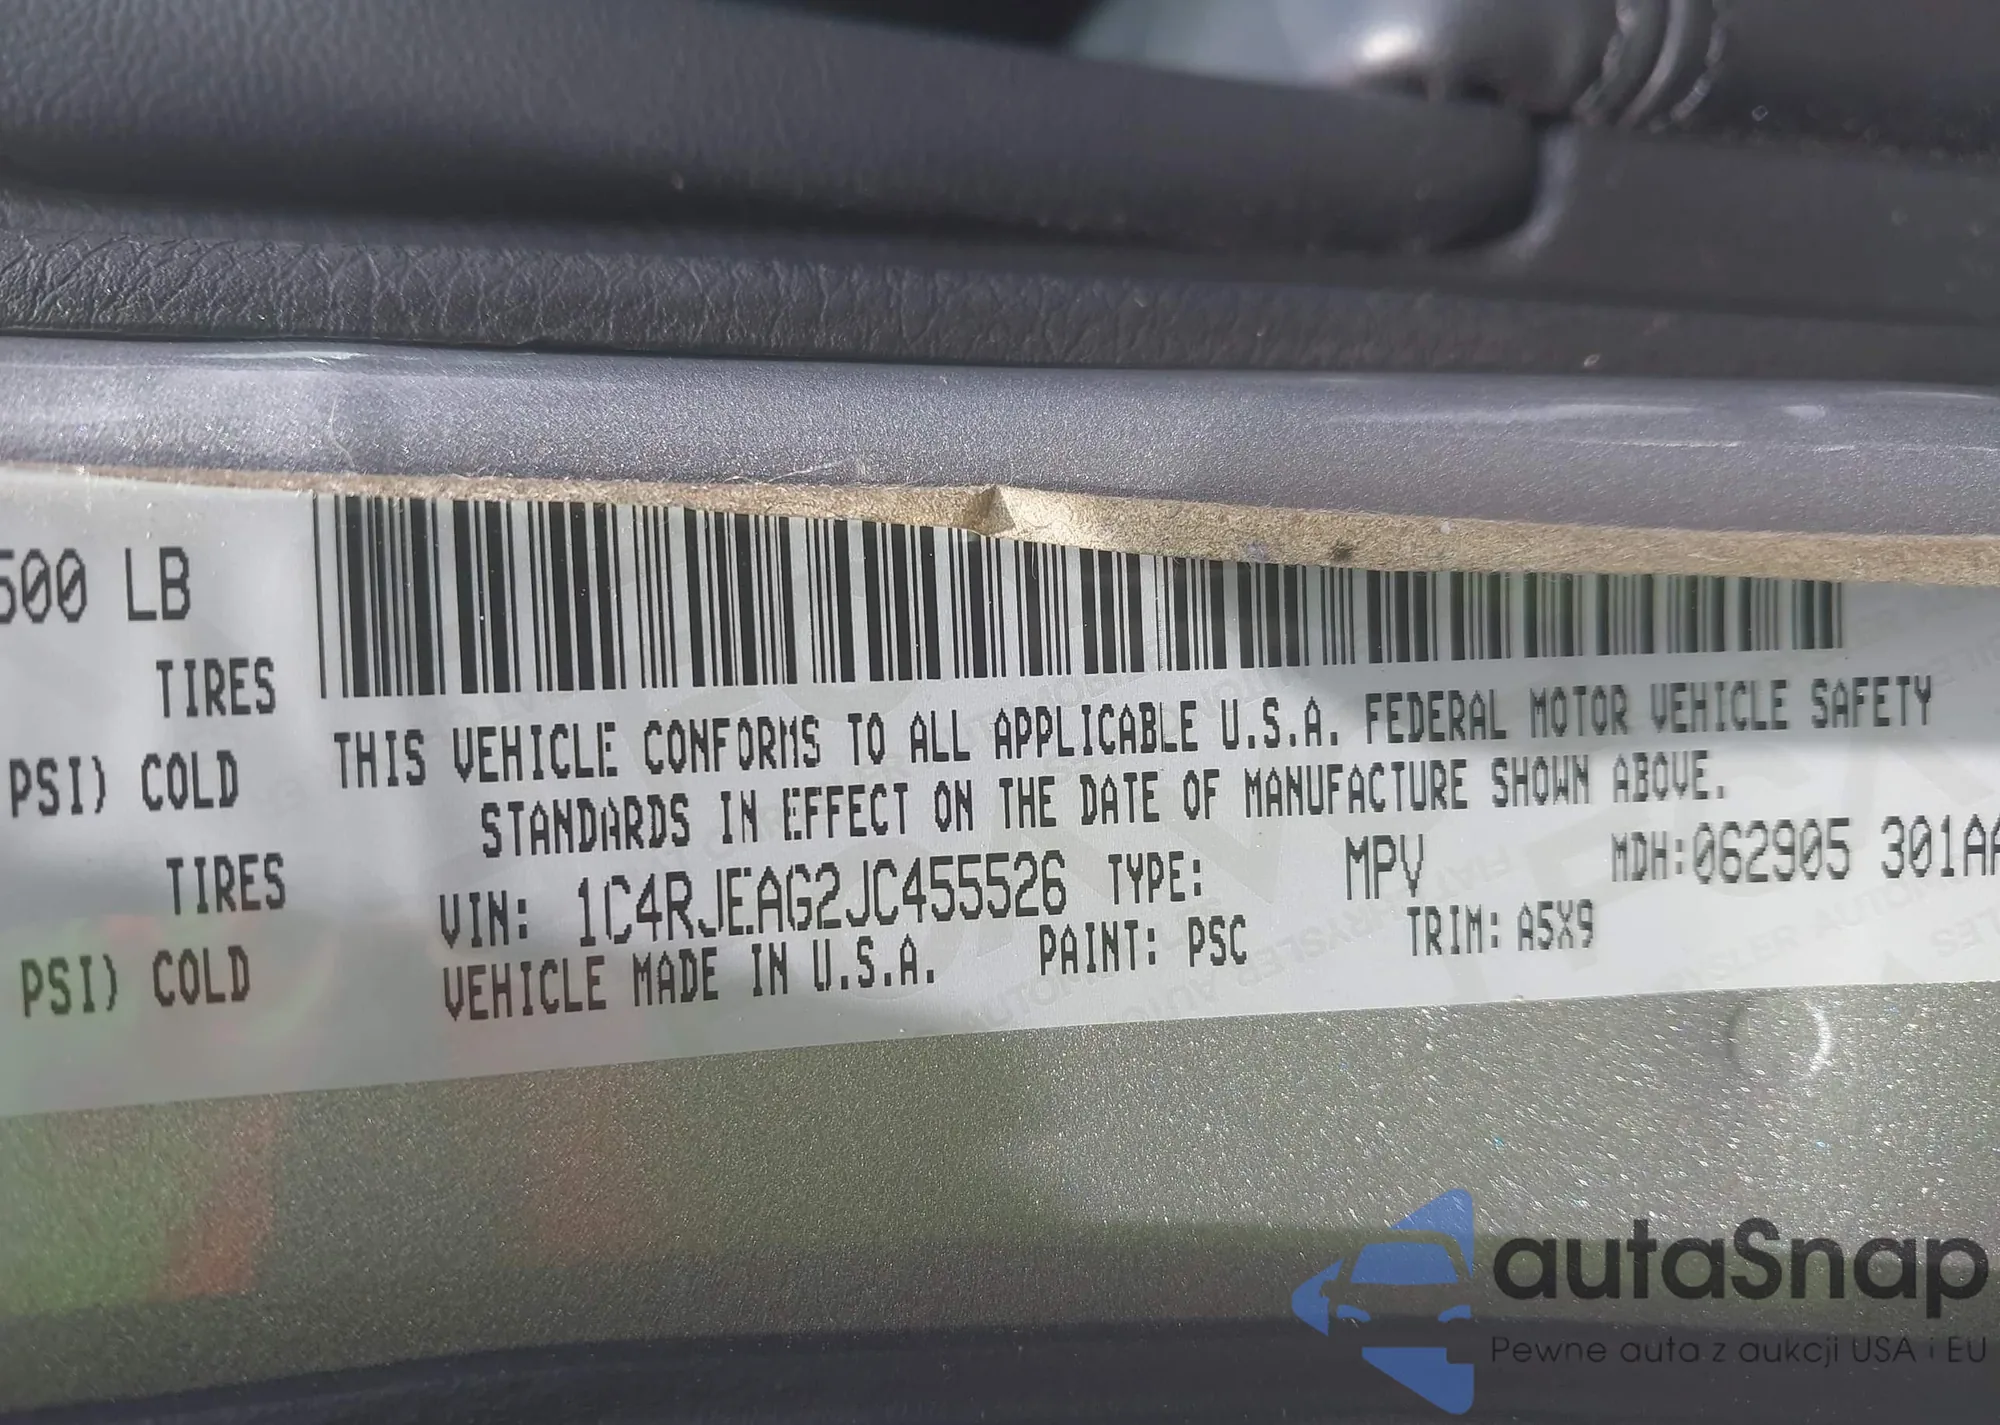 500 LB
TIRES
PSI) COLD
TIRES
PSI) COLD
THIS VEHICLE CONFORMS TO ALL APPLICABLE U.S.A. FEDERAL MOTOR VEHICLE SAFETY
STANDARDS IN EFFECT ON THE DATE OF MANUFACTURE SHOWN ABOVE.
VIN: 1C4RJEAG2JC455526 TYPE: MPV MDH:062905 301AA
VEHICLE MADE IN U.S.A. PAINT: PSC TRIM: A5X9
autaSnap
Pewne auta z aukcji USA i EU